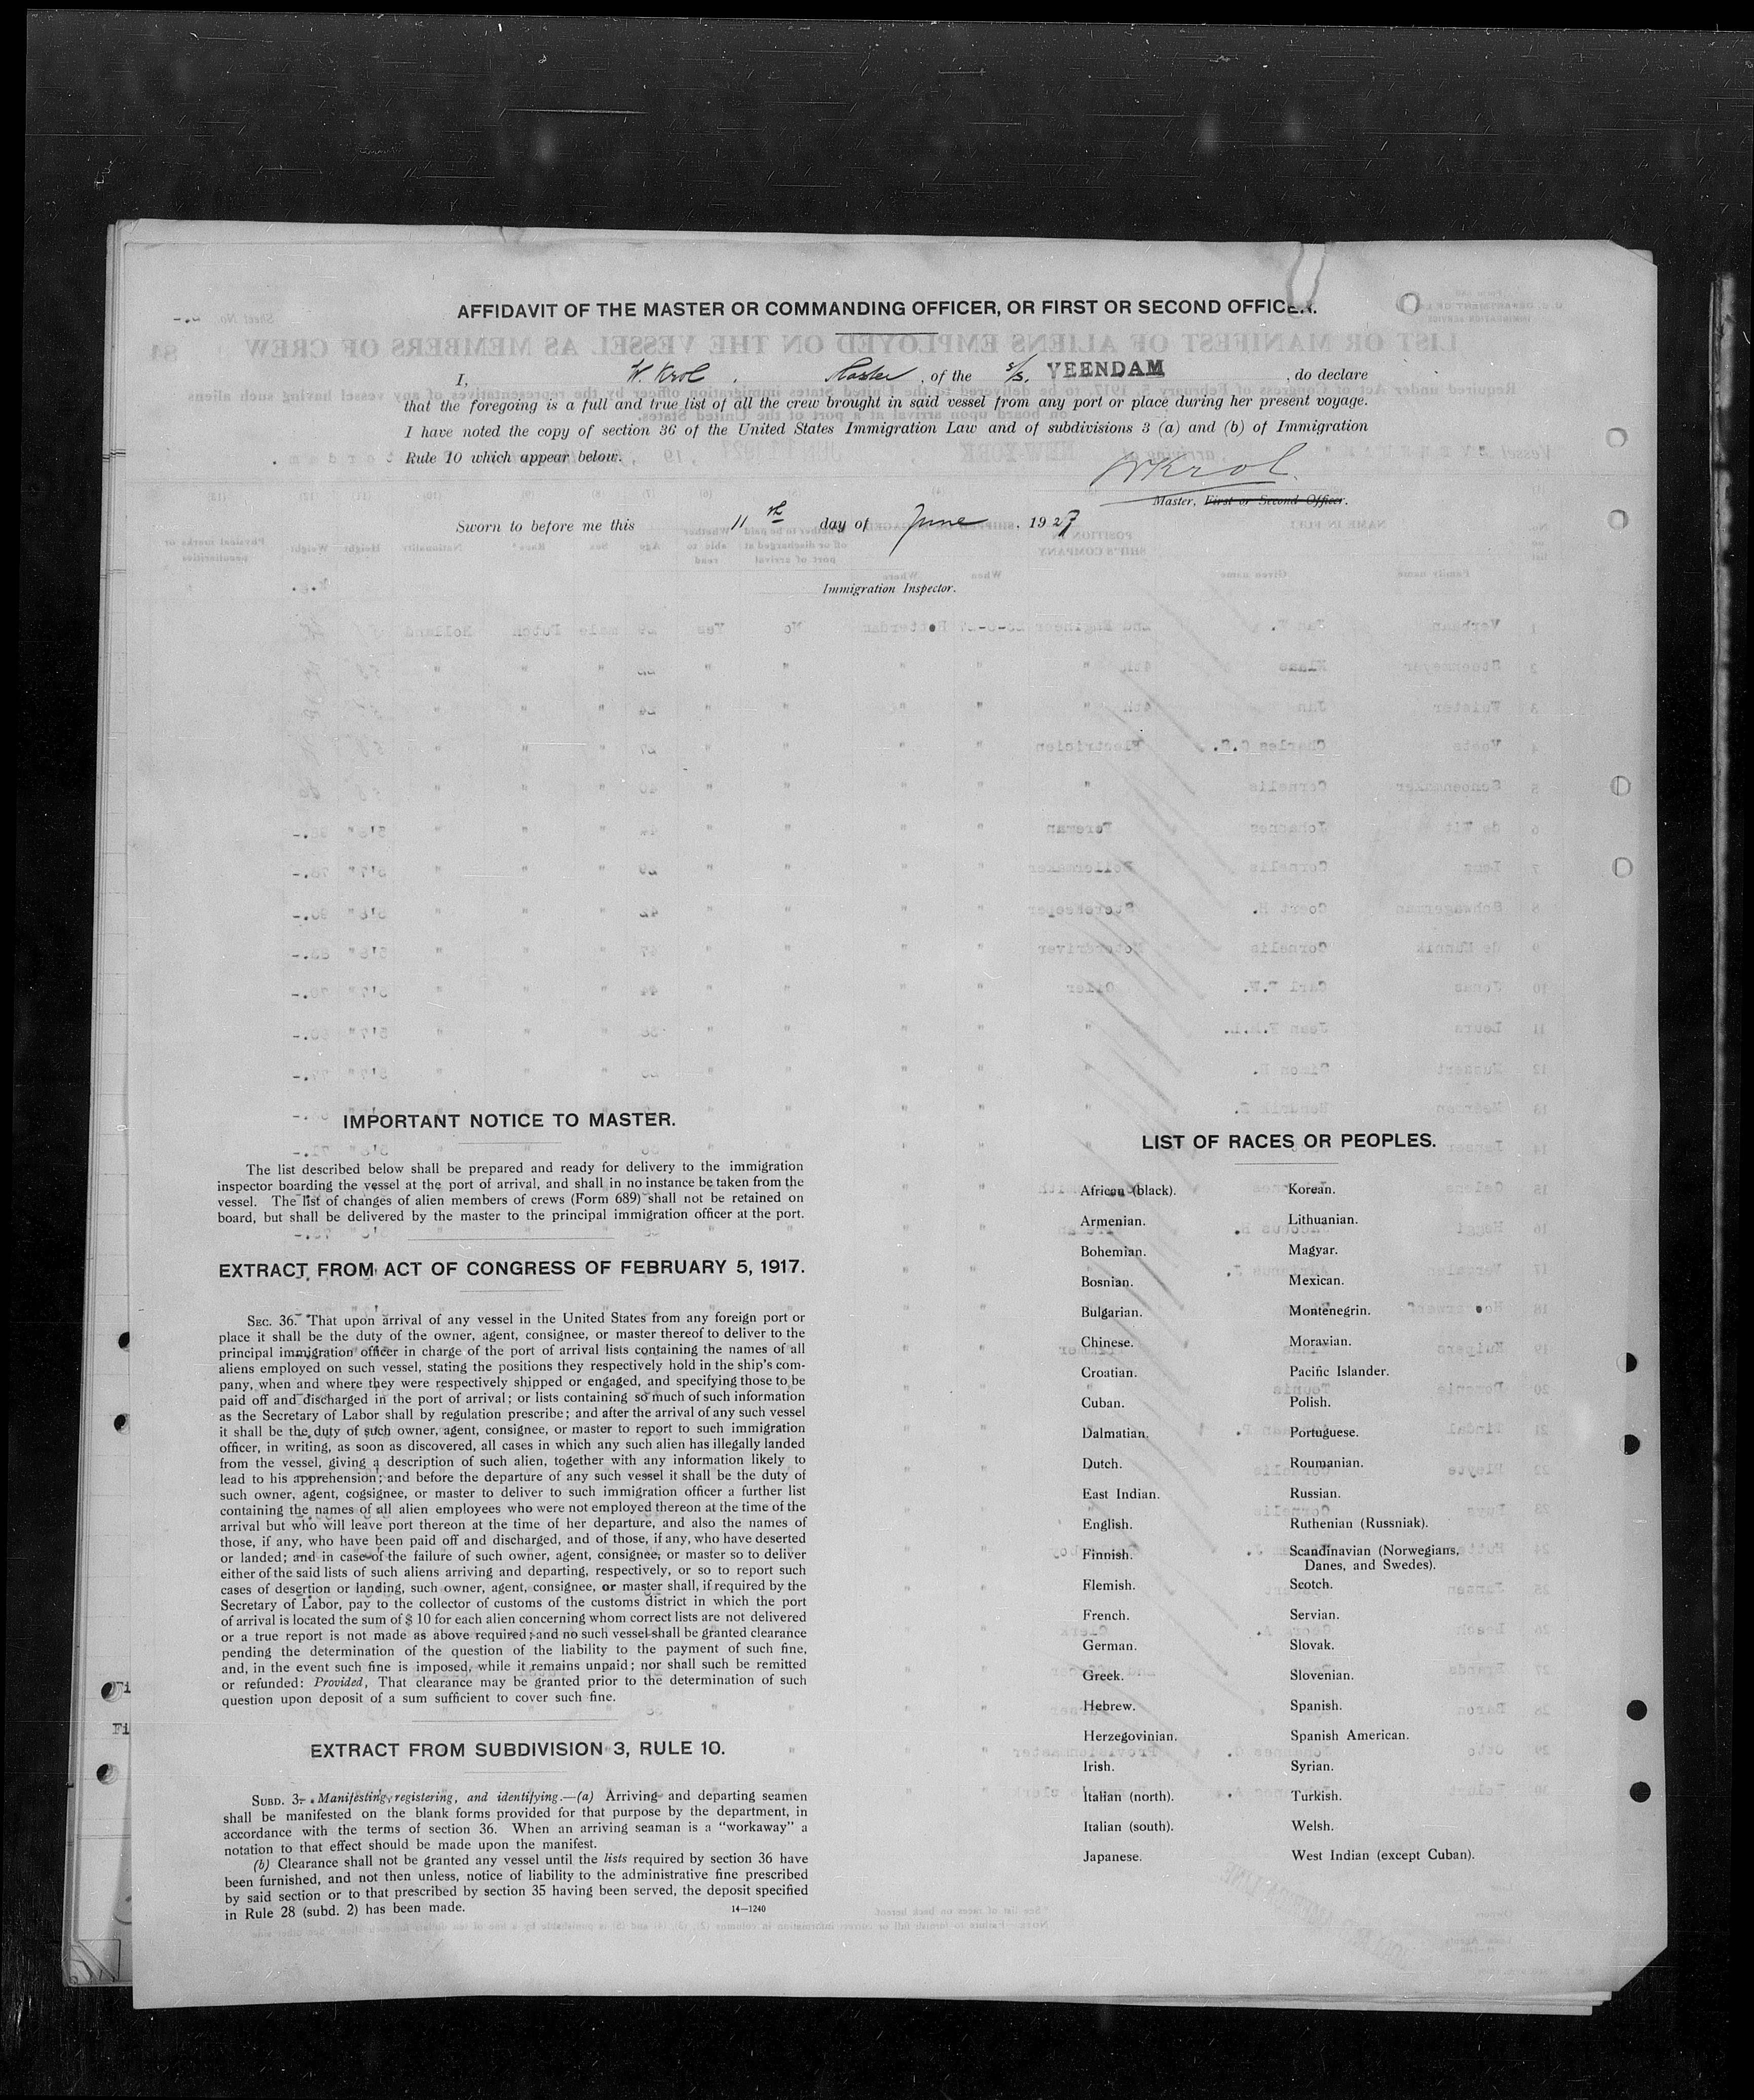 AFFIDAVIT OF THE MASTER OR COMMANDING OFFICER, OR FIRST OR SECOND OFFICER.
I, W. Krol, Master, of the s/s. VEENDAM, do declare
that the foregoing is a full and true list of all the crew brought in said vessel from any port or place during her present voyage.
I have noted the copy of section 36 of the United States Immigration Law and of subdivisions 3 (a) and (b) of Immigration
Rule 10 which appear below.
WKrol.
Master, First or Second Officer.
Sworn to before me this 11th day of June, 1927
Immigration Inspector.
IMPORTANT NOTICE TO MASTER.
The list described below shall be prepared and ready for delivery to the immigration
inspector boarding the vessel at the port of arrival, and shall in no instance be taken from the
vessel. The list of changes of alien members of crews (Form 689) shall not be retained on
board, but shall be delivered by the master to the principal immigration officer at the port.
EXTRACT FROM ACT OF CONGRESS OF FEBRUARY 5, 1917.
SEC. 36. That upon arrival of any vessel in the United States from any foreign port or
place it shall be the duty of the owner, agent, consignee, or master thereof to deliver to the
principal immigration officer in charge of the port of arrival lists containing the names of all
aliens employed on such vessel, stating the positions they respectively hold in the ship's com-
pany, when and where they were respectively shipped or engaged, and specifying those to be
paid off and discharged in the port of arrival; or lists containing so much of such information
as the Secretary of Labor shall by regulation prescribe; and after the arrival of any such vessel
it shall be the duty of such owner, agent, consignee, or master to report to such immigration
officer, in writing, as soon as discovered, all cases in which any such alien has illegally landed
from the vessel, giving a description of such alien, together with any information likely to
lead to his apprehension; and before the departure of any such vessel it shall be the duty of
such owner, agent, cogsignee, or master to deliver to such immigration officer a further list
containing the names of all alien employees who were not employed thereon at the time of the
arrival but who will leave port thereon at the time of her departure, and also the names of
those, if any, who have been paid off and discharged, and of those, if any, who have deserted
or landed; and in case of the failure of such owner, agent, consignee, or master so to deliver
either of the said lists of such aliens arriving and departing, respectively, or so to report such
cases of desertion or landing, such owner, agent, consignee, or master shall, if required by the
Secretary of Labor, pay to the collector of customs of the customs district in which the port
of arrival is located the sum of $ 10 for each alien concerning whom correct lists are not delivered
or a true report is not made as above required; and no such vessel shall be granted clearance
pending the determination of the question of the liability to the payment of such fine,
and, in the event such fine is imposed, while it remains unpaid; nor shall such be remitted
or refunded: Provided, That clearance may be granted prior to the determination of such
question upon deposit of a sum sufficient to cover such fine.
EXTRACT FROM SUBDIVISION 3, RULE 10.
SUBD. 3. Manifesting, registering, and identifying.—(a) Arriving and departing seamen
shall be manifested on the blank forms provided for that purpose by the department, in
accordance with the terms of section 36. When an arriving seaman is a "workaway" a
notation to that effect should be made upon the manifest.
(b) Clearance shall not be granted any vessel until the lists required by section 36 have
been furnished, and not then unless, notice of liability to the administrative fine prescribed
by said section or to that prescribed by section 35 having been served, the deposit specified
in Rule 28 (subd. 2) has been made.
14—1240
LIST OF RACES OR PEOPLES.
African (black).
Armenian.
Bohemian.
Bosnian.
Bulgarian.
Chinese.
Croatian.
Cuban.
Dalmatian.
Dutch.
East Indian.
English.
Finnish.
Flemish.
French.
German.
Greek.
Hebrew.
Herzegovinian.
Irish.
Italian (north).
Italian (south).
Japanese.
Korean.
Lithuanian.
Magyar.
Mexican.
Montenegrin.
Moravian.
Pacific Islander.
Polish.
Portuguese.
Roumanian.
Russian.
Ruthenian (Russniak).
Scandinavian (Norwegians,
Danes, and Swedes).
Scotch.
Servian.
Slovak.
Slovenian.
Spanish.
Spanish American.
Syrian.
Turkish.
Welsh.
West Indian (except Cuban).